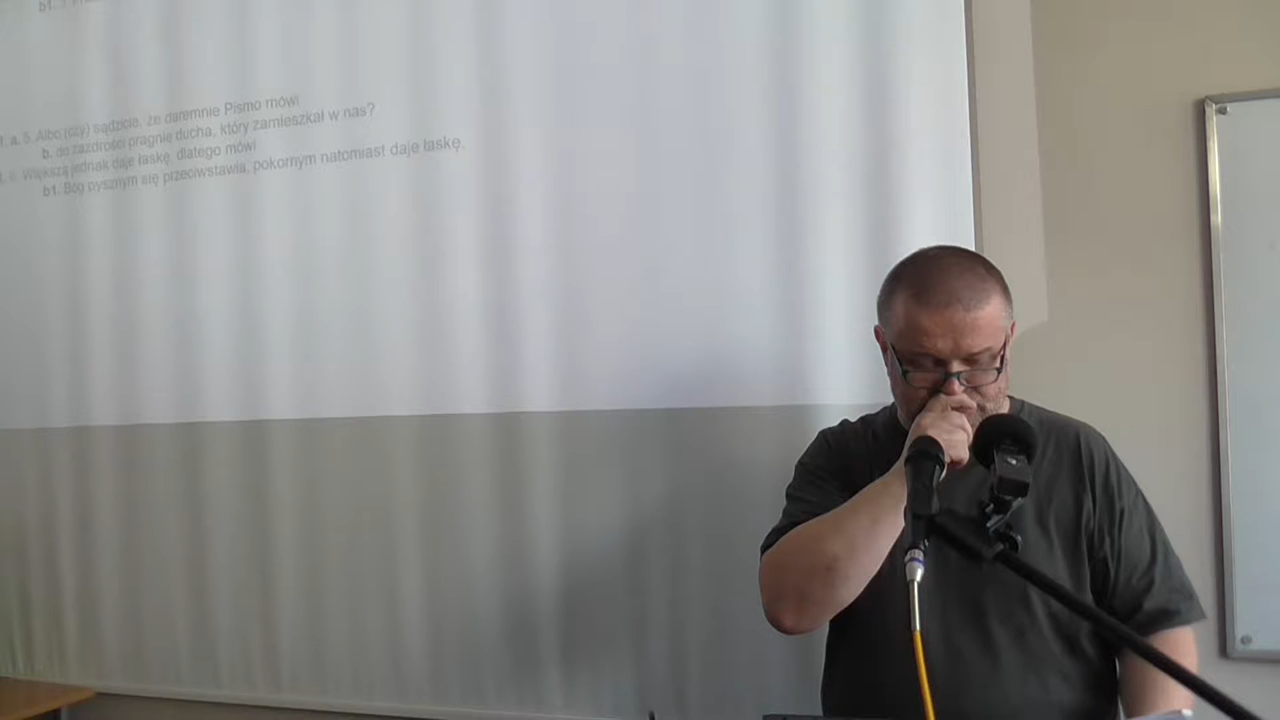 b1.
a. 5. Albo (czy) sądzicie, że daremnie Pismo mówi
b. do zazdrości pragnie ducha, który zamieszkał w nas?
6. Większą jednak daje łaskę, dlatego mówi
b1. Bóg pysznym się przeciwstawia, pokornym natomiast daje łaskę.